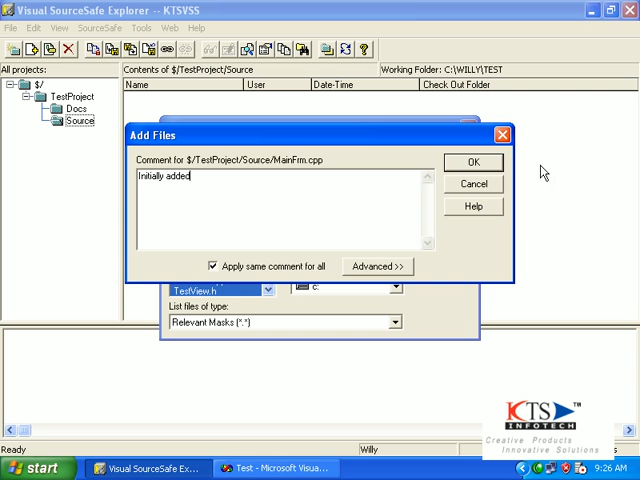 Visual SourceSafe Explorer -- KTSVSS
File Edit View SourceSafe Tools Web Help
All projects:
Contents of $/TestProject/Source
Working Folder: C:\WILLY\TEST
Name User Date-Time Check Out Folder
$/
TestProject
Docs
Source
Add Files
Comment for $/TestProject/Source/MainFrm.cpp
Initially added
OK
Cancel
Help
Apply same comment for all
Advanced >>
TestView.h
c:
List files of type:
Relevant Masks (*.*)
KTS™
INFOTECH
Creative Products
Innovative Solutions
Ready
Willy
start
Visual SourceSafe Ex...
Test - Microsoft Visua...
9:26 AM